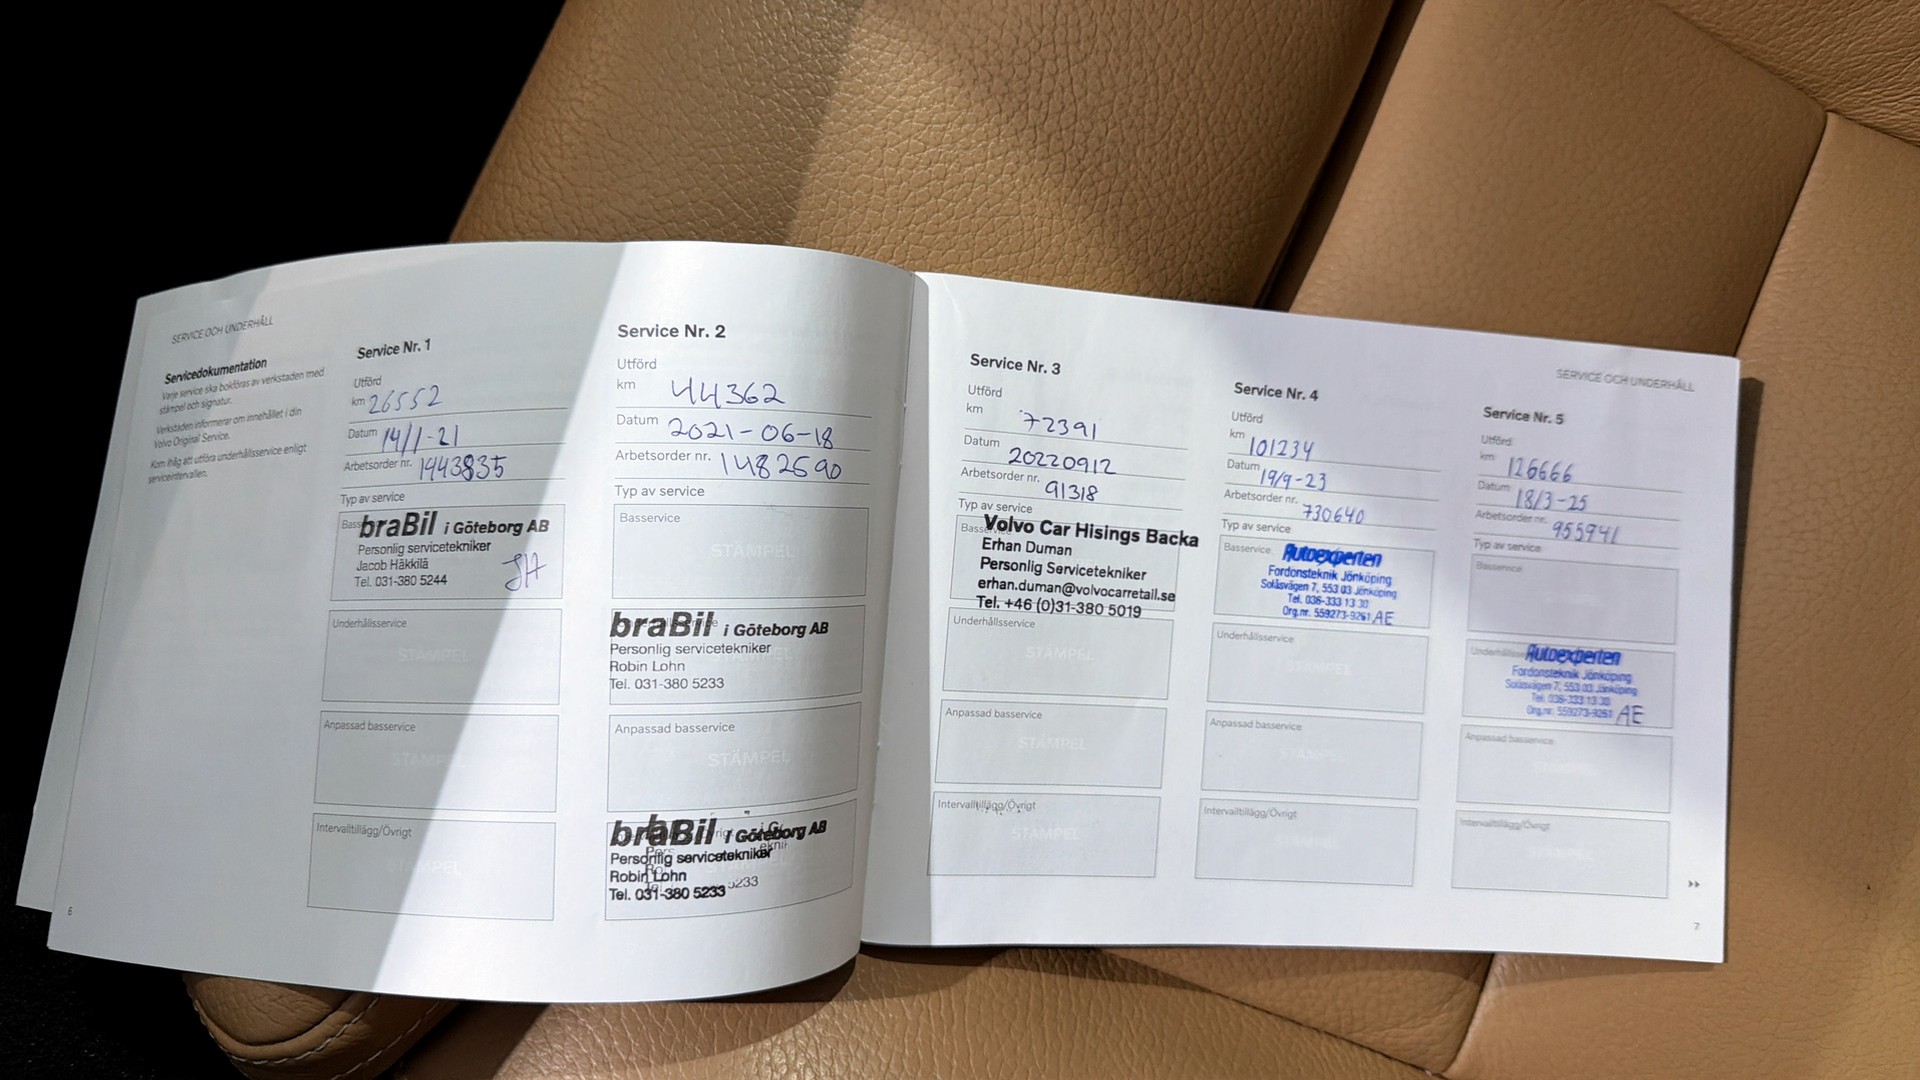 SERVICE OCH UNDERHÅLL
Servicedokumentation
Varje service ska bokföras av verkstaden med
stämpel och signatur.
Verkstaden informerar om innehållet i din
Volvo Original Service.
Kom ihåg att utföra underhållsservice enligt
serviceintervallen.
Service Nr. 1
Utförd
km 26552
Datum 14/1-21
Arbetsorder nr. 1443835
Typ av service
braBil i Göteborg AB
Personlig servicetekniker
Jacob Häkkilä
Tel. 031-380 5244
JH
Underhållsservice
STÄMPEL
Anpassad basservice
STÄMPEL
Intervalltillägg/Övrigt
STÄMPEL
6
Service Nr. 2
Utförd
km 44362
Datum 2021-06-18
Arbetsorder nr. 1482590
Typ av service
Basservice
STÄMPEL
braBil i Göteborg AB
Personlig servicetekniker
Robin Lohn
Tel. 031-380 5233
Anpassad basservice
STÄMPEL
braBil i Göteborg AB
Personlig servicetekniker
Robin Lohn
Tel. 031-380 5233
Service Nr. 3
Utförd
km 72391
Datum 20220912
Arbetsorder nr. 91318
Typ av service
Volvo Car Hisings Backa
Erhan Duman
Personlig Servicetekniker
erhan.duman@volvocarretail.se
Tel. +46 (0)31-380 5019
Underhållsservice
STÄMPEL
Anpassad basservice
STÄMPEL
Intervalltillägg/Övrigt
STÄMPEL
Service Nr. 4
Utförd
km 101234
Datum 19/9-23
Arbetsorder nr. 730640
Typ av service
Basservice
Autoexperten
Fordonsteknik Jönköping
Solåsvägen 7, 553 03 Jönköping
Tel. 036-333 13 30
Org.nr. 559273-9261 AE
Underhållsservice
STÄMPEL
Anpassad basservice
STÄMPEL
Intervalltillägg/Övrigt
SERVICE OCH UNDERHÅLL
Service Nr. 5
Utförd
km 126666
Datum 18/3-25
Arbetsorder nr. 955941
Typ av service
Basservice
Autoexperten
Fordonsteknik Jönköping
Solåsvägen 7, 553 03 Jönköping
Tel. 036-333 13 30
Org.nr. 559273-9261 AE
Anpassad basservice
Intervalltillägg/Övrigt
7